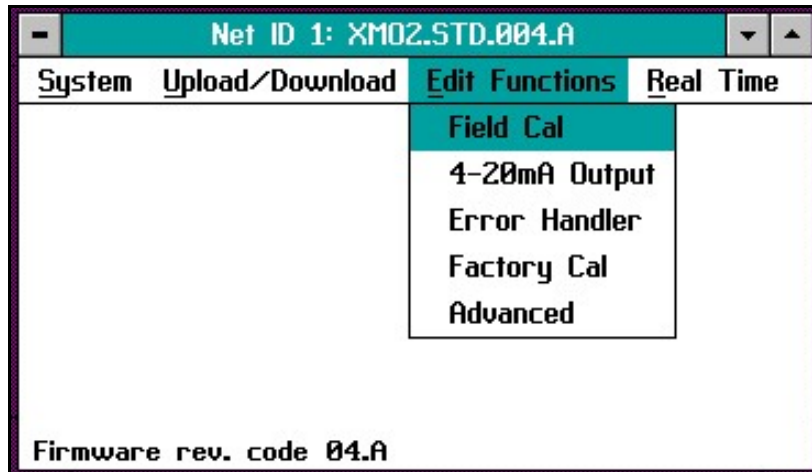 Net ID 1: XMO2.STD.004.A
System Upload/Download Edit Functions Real Time
Field Cal
4-20mA Output
Error Handler
Factory Cal
Advanced
Firmware rev. code 04.A